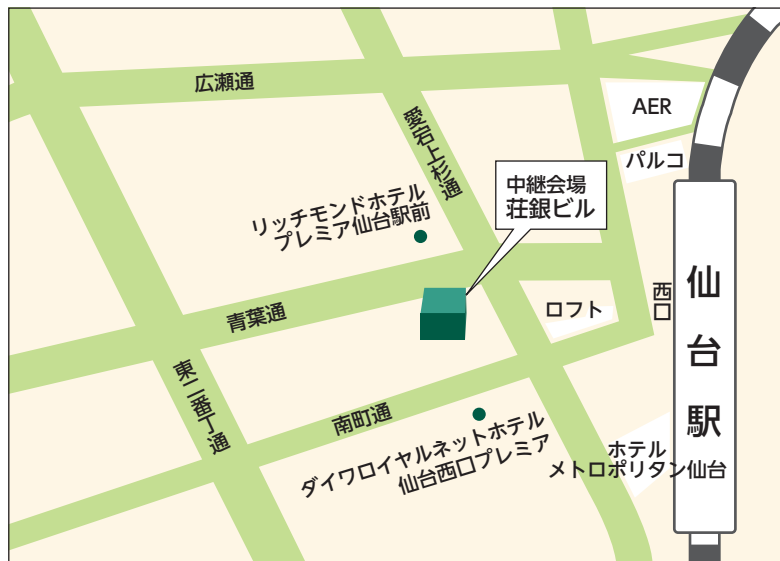 広瀬通
愛宕上杉通
AER
パルコ
中継会場
荘銀ビル
リッチモンドホテル
プレミア仙台駅前
西口
仙台駅
ロフト
青葉通
東二番丁通
南町通
ダイワロイヤルネットホテル
仙台西口プレミア
ホテル
メトロポリタン仙台